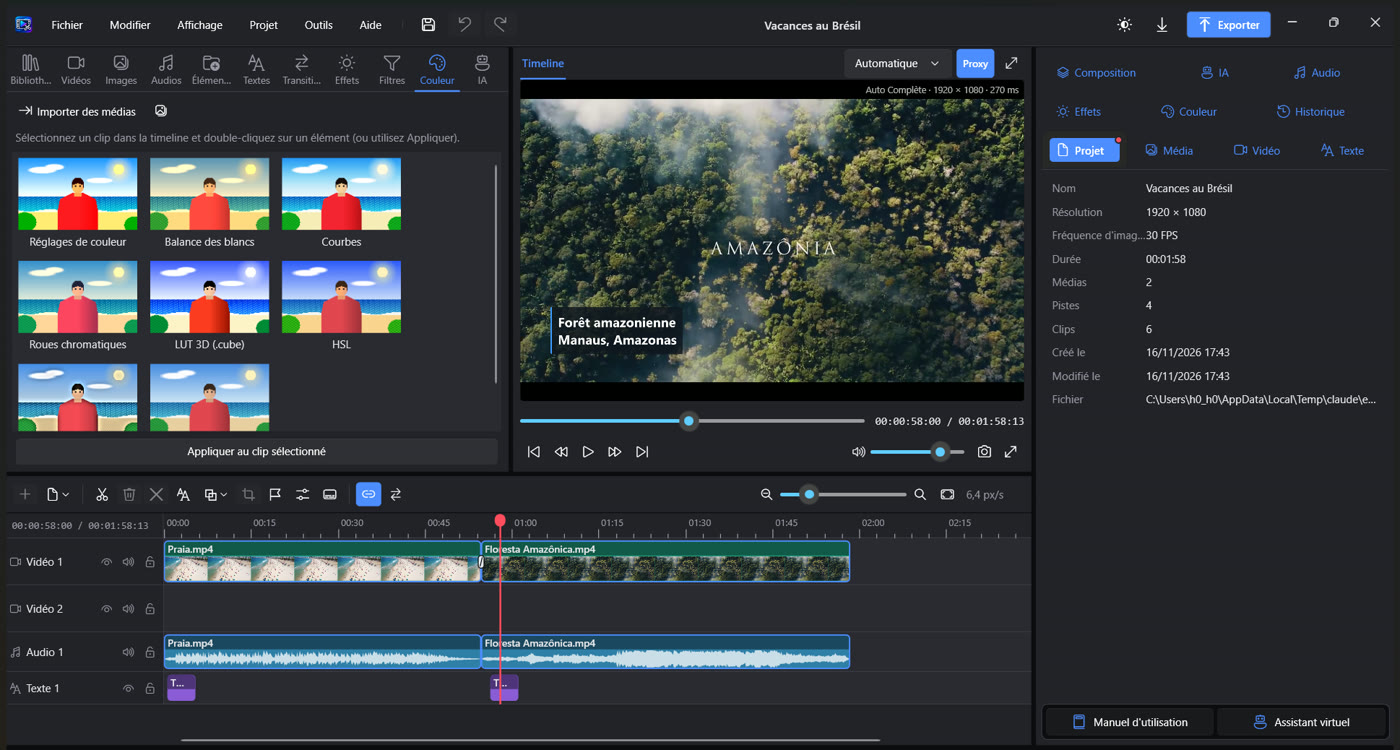 Fichier Modifier Affichage Projet Outils Aide
Vacances au Brésil
Exporter
Biblioth... Vidéos Images Audios Élémen... Textes Transiti... Effets Filtres Couleur IA
Importer des médias
Sélectionnez un clip dans la timeline et double-cliquez sur un élément (ou utilisez Appliquer).
Réglages de couleur Balance des blancs Courbes
Roues chromatiques LUT 3D (.cube) HSL
Appliquer au clip sélectionné
Timeline
Automatique
Proxy
Auto Complète · 1920 × 1080 · 270 ms
AMAZÔNIA
Forêt amazonienne
Manaus, Amazonas
00:00:58:00 / 00:01:58:13
Composition IA Audio
Effets Couleur Historique
Projet Média Vidéo Texte
Nom Vacances au Brésil
Résolution 1920 × 1080
Fréquence d'imag... 30 FPS
Durée 00:01:58
Médias 2
Pistes 4
Clips 6
Créé le 16/11/2026 17:43
Modifié le 16/11/2026 17:43
Fichier C:\Users\h0_h0\AppData\Local\Temp\claude\e...
Manuel d'utilisation Assistant virtuel
6,4 px/s
00:00:58:00 / 00:01:58:13
00:00 00:15 00:30 00:45 01:00 01:15 01:30 01:45 02:00 02:15
Vidéo 1 Praia.mp4 Floresta Amazônica.mp4
Vidéo 2
Audio 1 Praia.mp4 Floresta Amazônica.mp4
Texte 1 T... T...